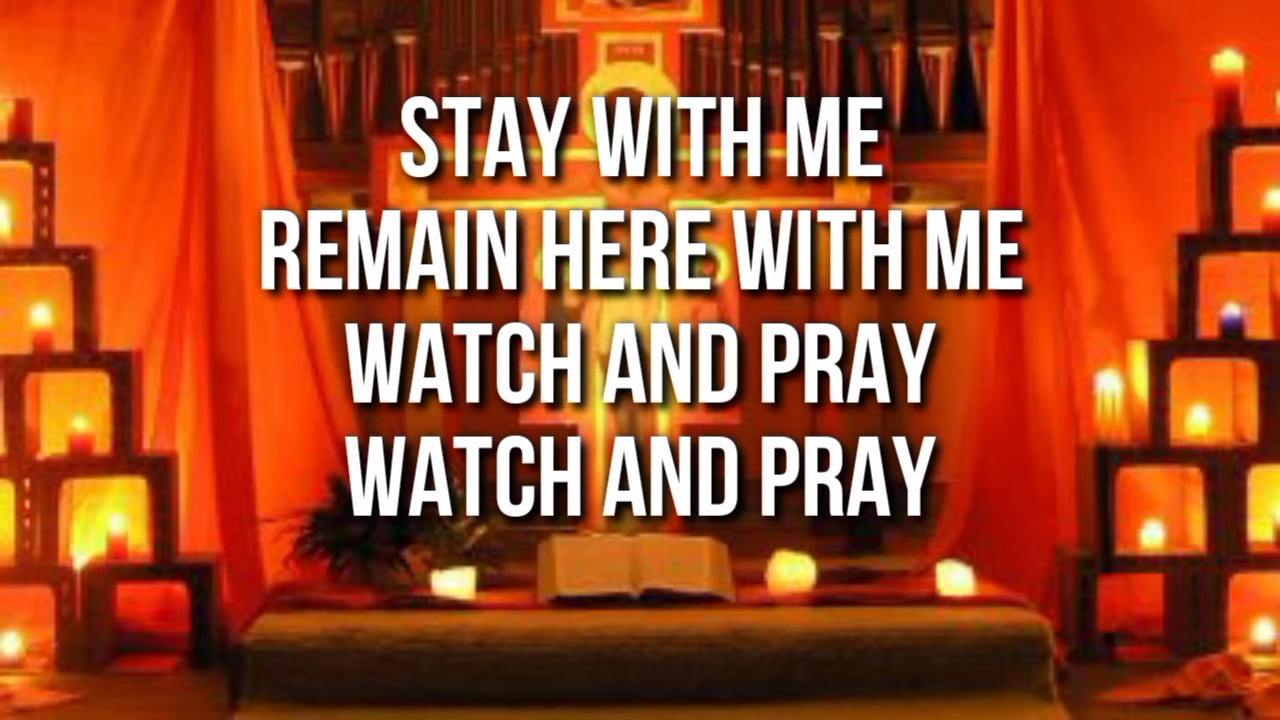 STAY WITH ME
REMAIN HERE WITH ME
WATCH AND PRAY
WATCH AND PRAY